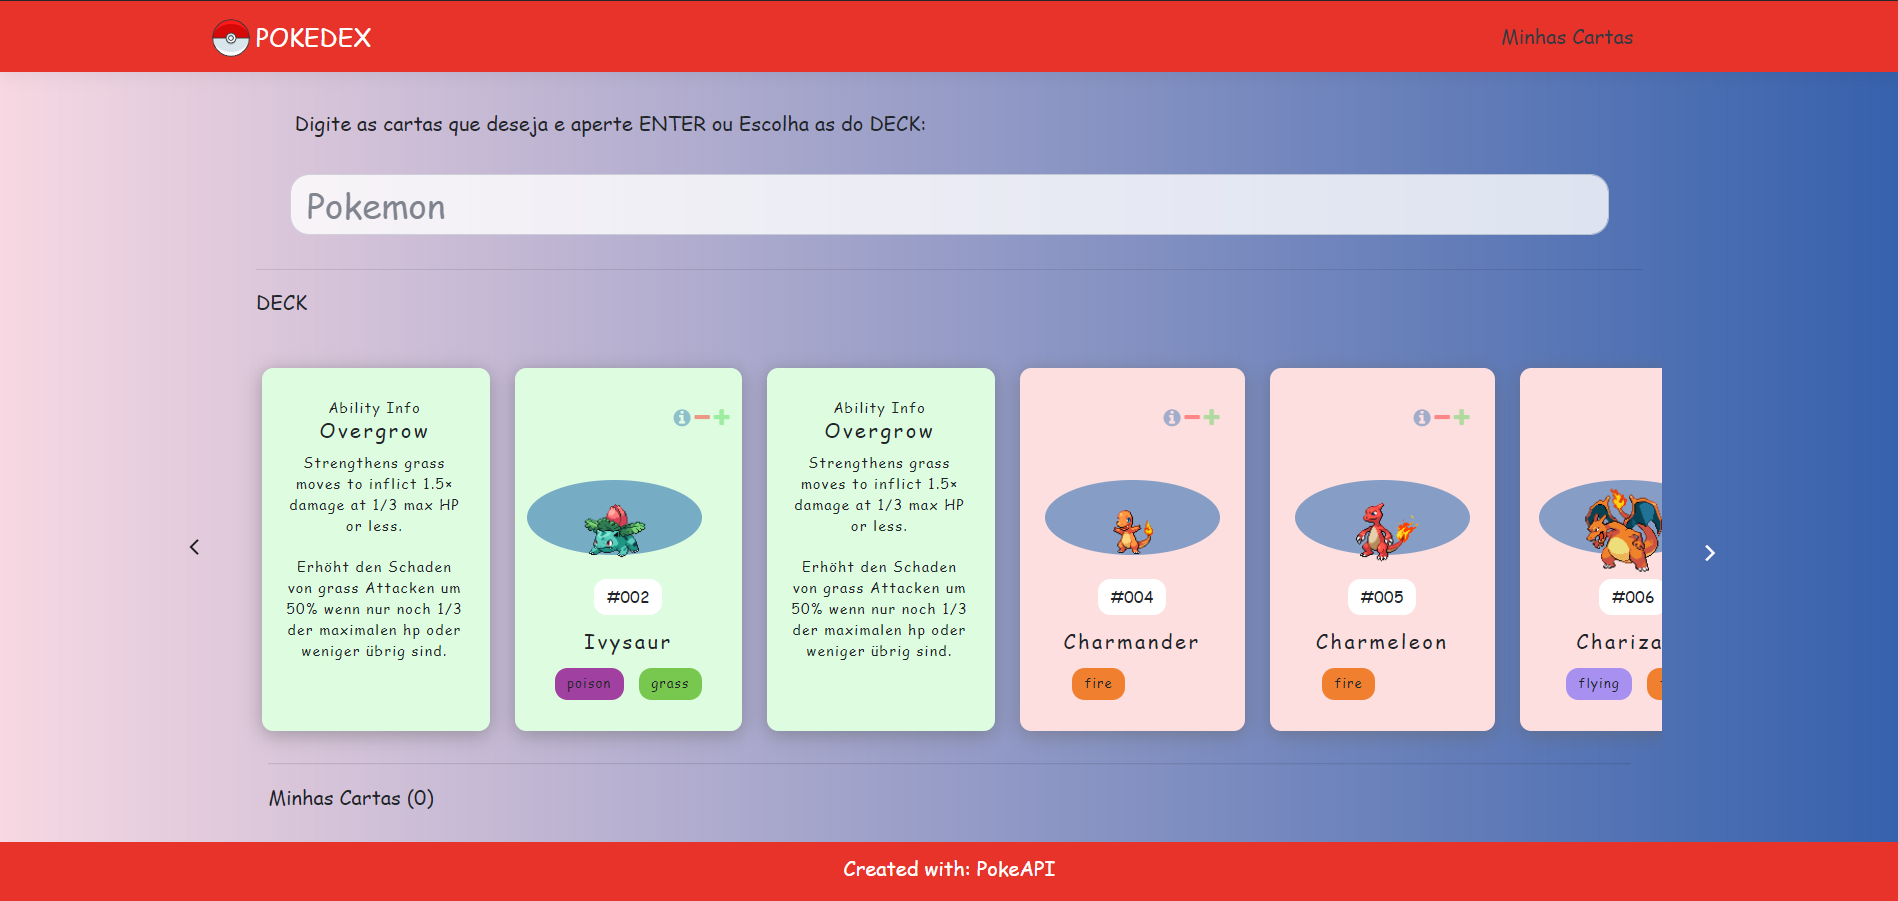 POKEDEX
Minhas Cartas
Digite as cartas que deseja e aperte ENTER ou Escolha as do DECK:
Pokemon
DECK
Ability Info
Overgrow
Strengthens grass
moves to inflict 1.5×
damage at 1/3 max HP
or less.
Erhöht den Schaden
von grass Attacken um
50% wenn nur noch 1/3
der maximalen hp oder
weniger übrig sind.
#002
Ivysaur
poison grass
Ability Info
Overgrow
Strengthens grass
moves to inflict 1.5×
damage at 1/3 max HP
or less.
Erhöht den Schaden
von grass Attacken um
50% wenn nur noch 1/3
der maximalen hp oder
weniger übrig sind.
#004
Charmander
fire
#005
Charmeleon
fire
#006
Chariza
flying
Minhas Cartas (0)
Created with: PokeAPI